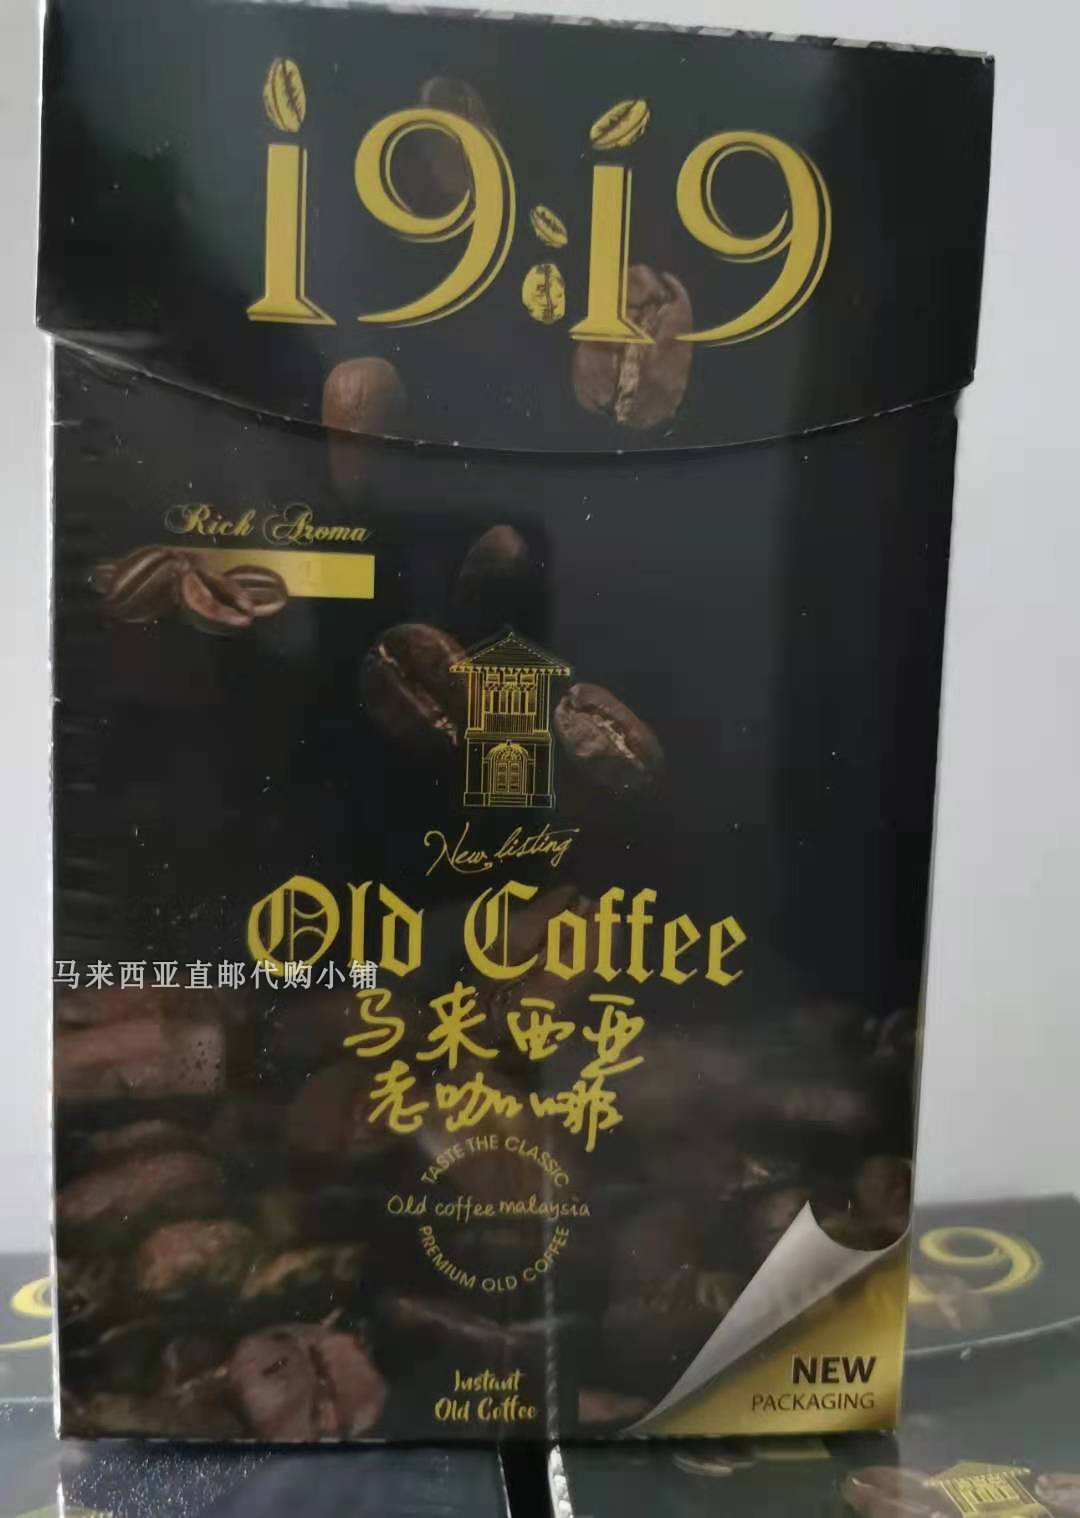 19:19
Rich Aroma
New listing
Old Coffee
马来西亚直邮代购小铺
马来西亚
老咖啡
TASTE THE CLASSIC
Old coffee malaysia
PREMIUM OLD COFFEE
Instant
Old Coffee
NEW
PACKAGING
9
9